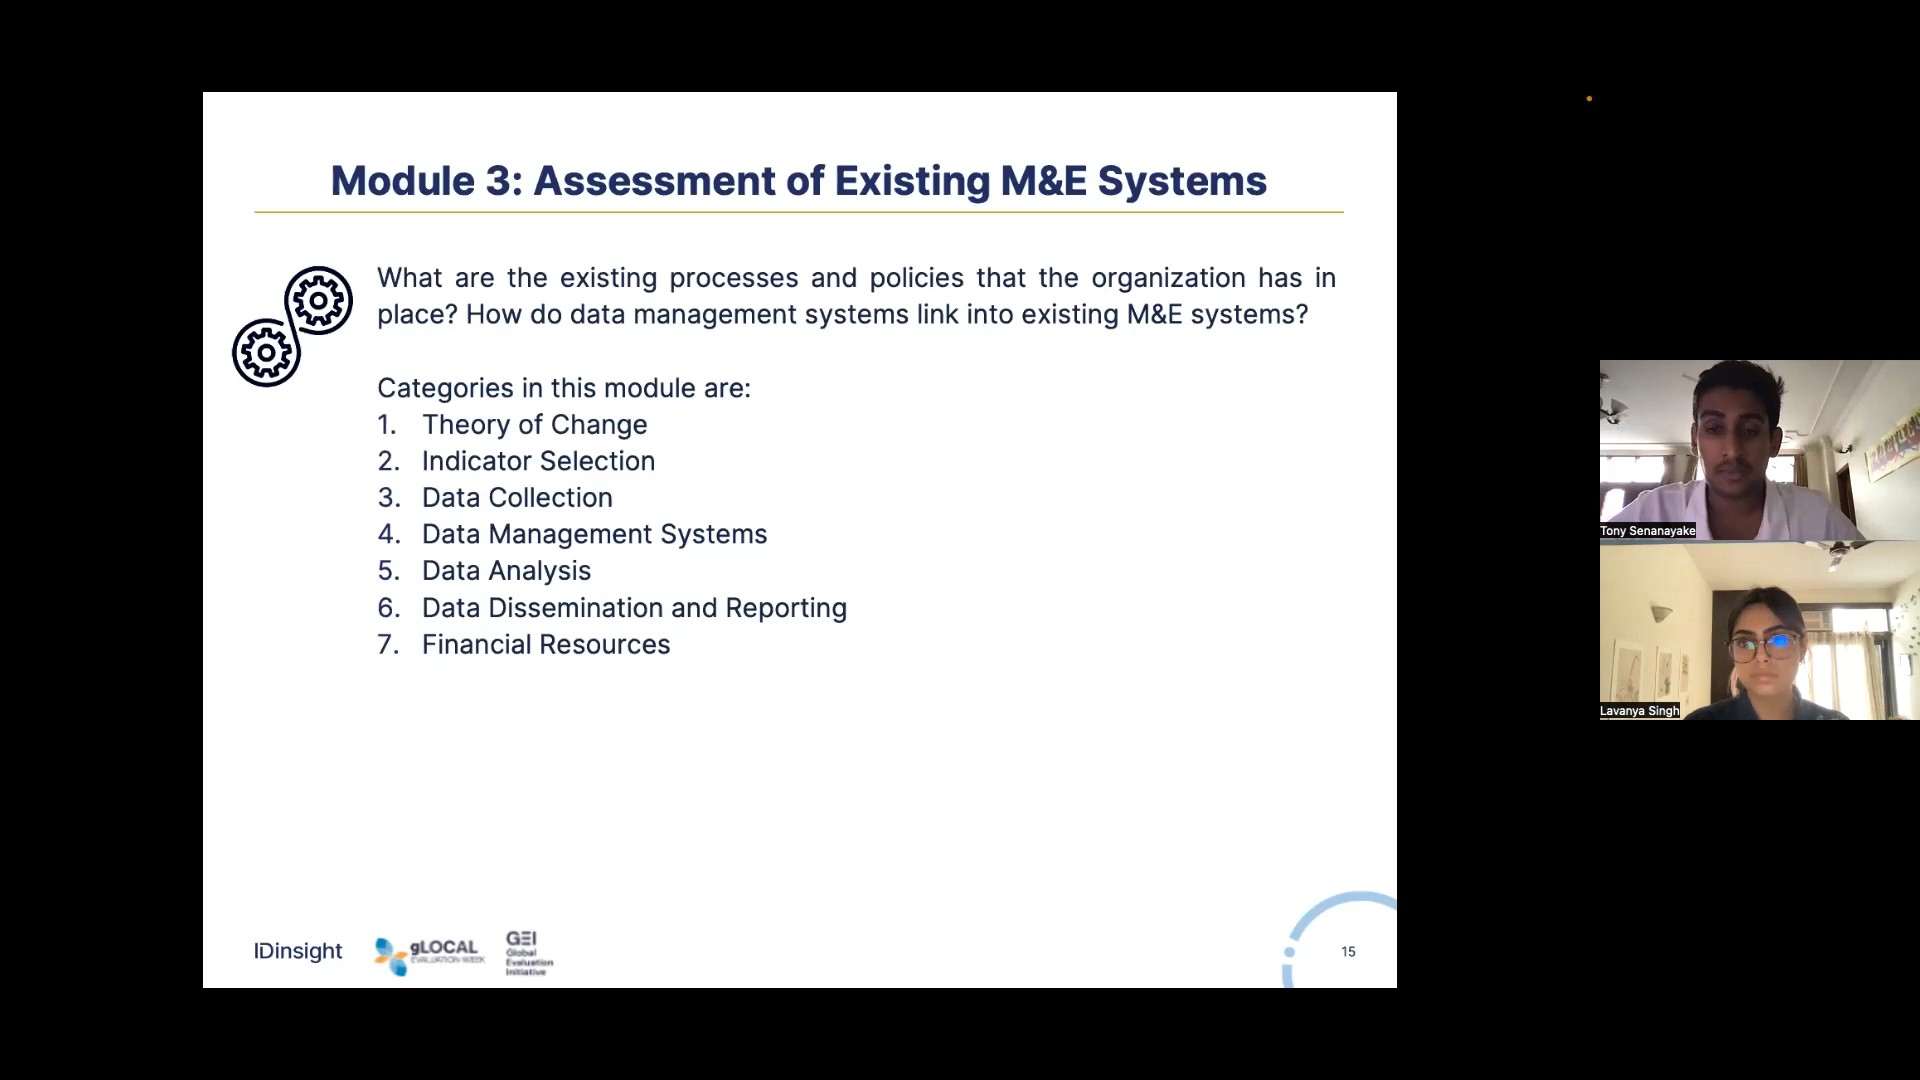 Module 3: Assessment of Existing M&E Systems
What are the existing processes and policies that the organization has in
place? How do data management systems link into existing M&E systems?
Categories in this module are:
1. Theory of Change
2. Indicator Selection
3. Data Collection
4. Data Management Systems
5. Data Analysis
6. Data Dissemination and Reporting
7. Financial Resources
IDinsight
gLOCAL
EVALUATION WEEK
GEI
Global
Evaluation
Initiative
15
Tony Senanayake
Lavanya Singh